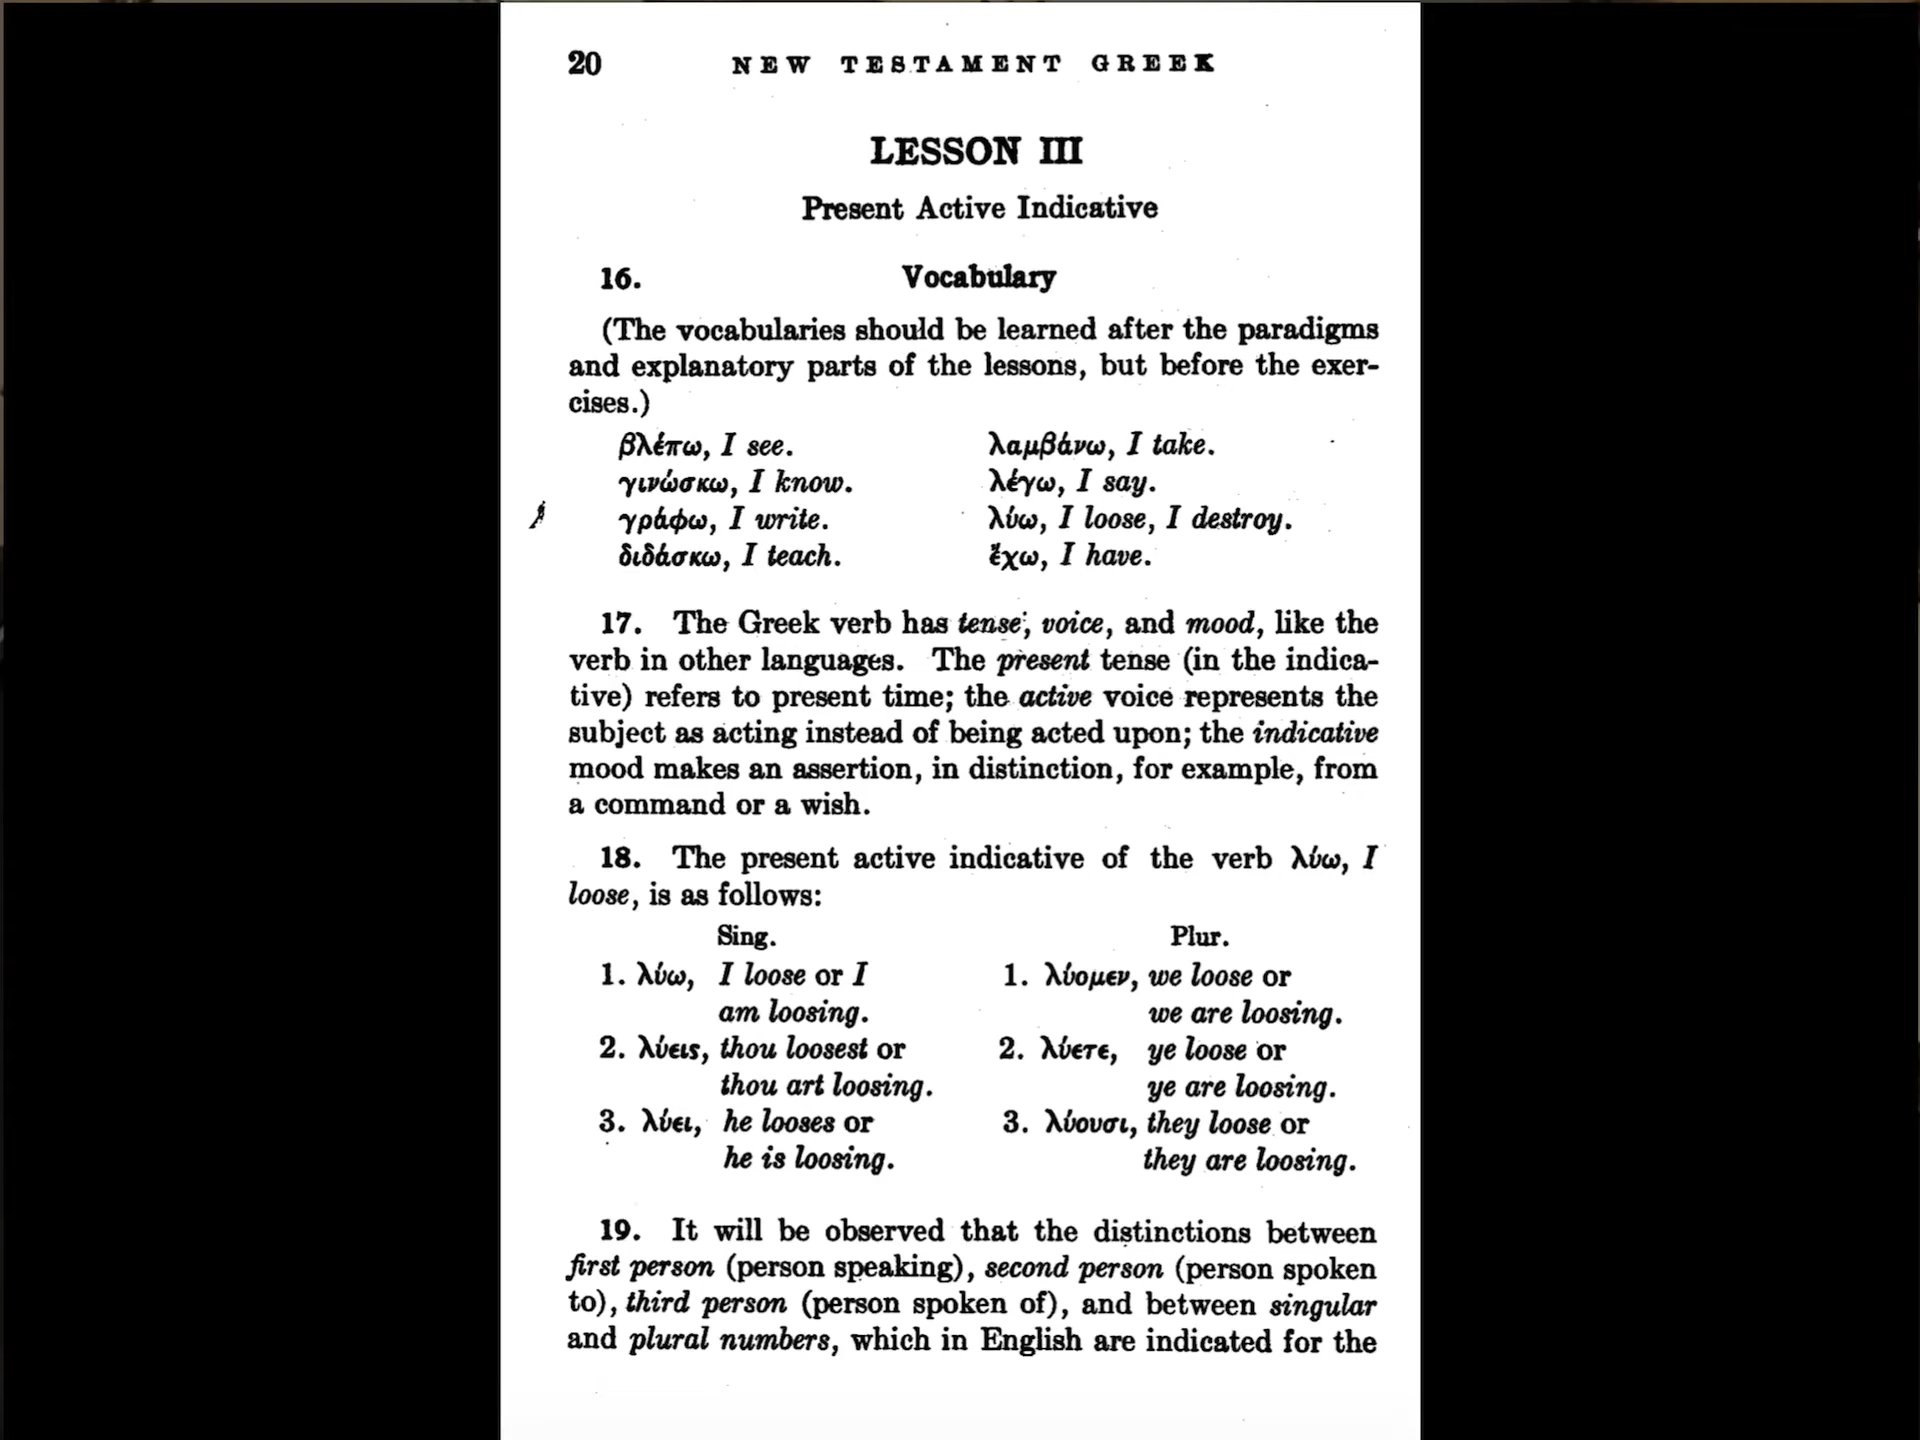 20 NEW TESTAMENT GREEK
LESSON III
Present Active Indicative
16. Vocabulary
(The vocabularies should be learned after the paradigms
and explanatory parts of the lessons, but before the exer-
cises.)
βλέπω, I see. λαμβάνω, I take.
γινώσκω, I know. λέγω, I say.
γράφω, I write. λύω, I loose, I destroy.
διδάσκω, I teach. ἔχω, I have.
17. The Greek verb has tense, voice, and mood, like the
verb in other languages. The present tense (in the indica-
tive) refers to present time; the active voice represents the
subject as acting instead of being acted upon; the indicative
mood makes an assertion, in distinction, for example, from
a command or a wish.
18. The present active indicative of the verb λύω, I
loose, is as follows:
Sing. Plur.
1. λύω, I loose or I 1. λύομεν, we loose or
am loosing. we are loosing.
2. λύεις, thou loosest or 2. λύετε, ye loose or
thou art loosing. ye are loosing.
3. λύει, he looses or 3. λύουσι, they loose or
he is loosing. they are loosing.
19. It will be observed that the distinctions between
first person (person speaking), second person (person spoken
to), third person (person spoken of), and between singular
and plural numbers, which in English are indicated for the